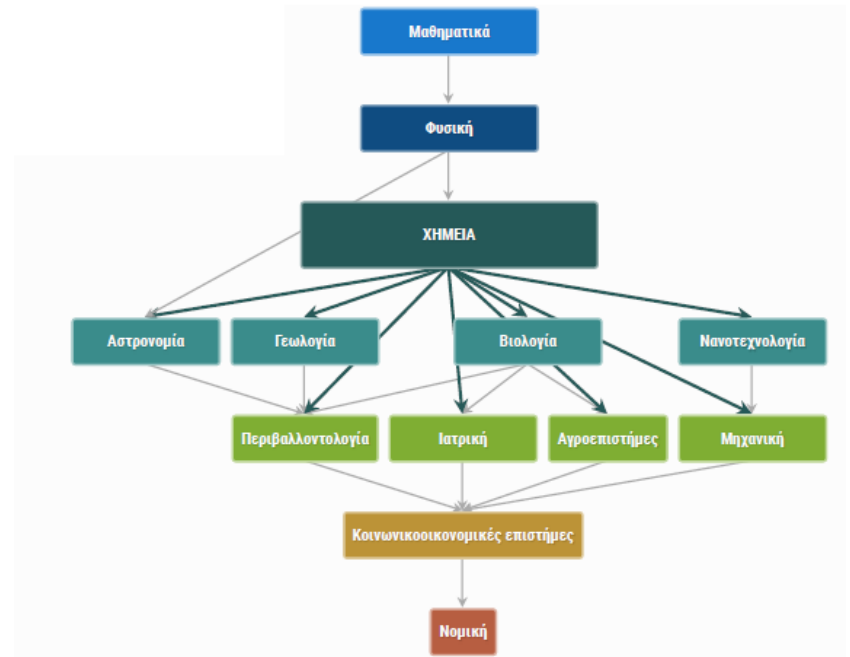 Μαθηματικά
Φυσική
ΧΗΜΕΙΑ
Αστρονομία
Γεωλογία
Βιολογία
Νανοτεχνολογία
Περιβαλλοντολογία
Ιατρική
Αγροεπιστήμες
Μηχανική
Κοινωνικοοικονομικές επιστήμες
Νομική